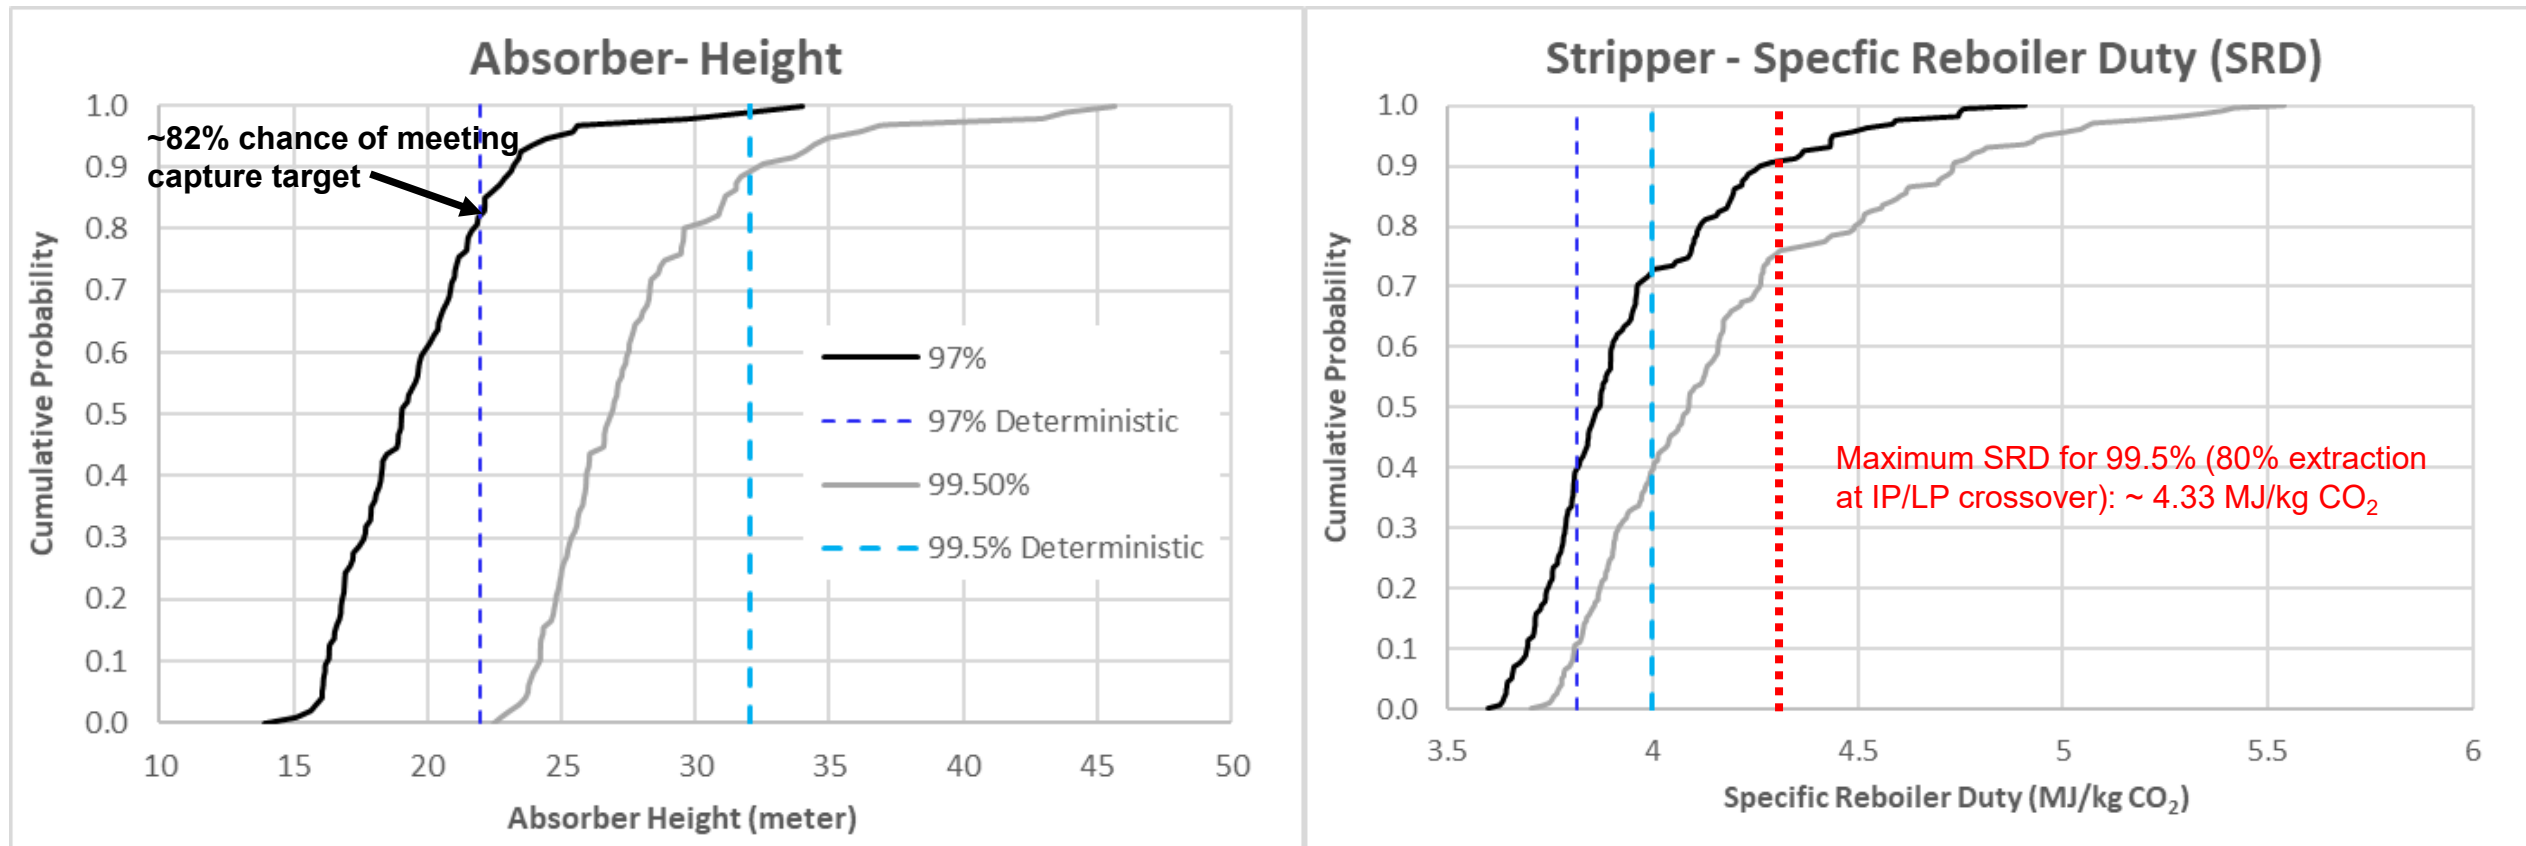 Absorber- Height
~82% chance of meeting
capture target
Cumulative Probability
1.0
0.9
0.8
0.7
0.6
0.5
0.4
0.3
0.2
0.1
0.0
10 15 20 25 30 35 40 45 50
Absorber Height (meter)
97%
97% Deterministic
99.50%
99.5% Deterministic
Stripper - Specfic Reboiler Duty (SRD)
Cumulative Probability
1.0
0.9
0.8
0.7
0.6
0.5
0.4
0.3
0.2
0.1
0.0
Maximum SRD for 99.5% (80% extraction
at IP/LP crossover): ~ 4.33 MJ/kg CO₂
3.5 4 4.5 5 5.5 6
Specific Reboiler Duty (MJ/kg CO₂)